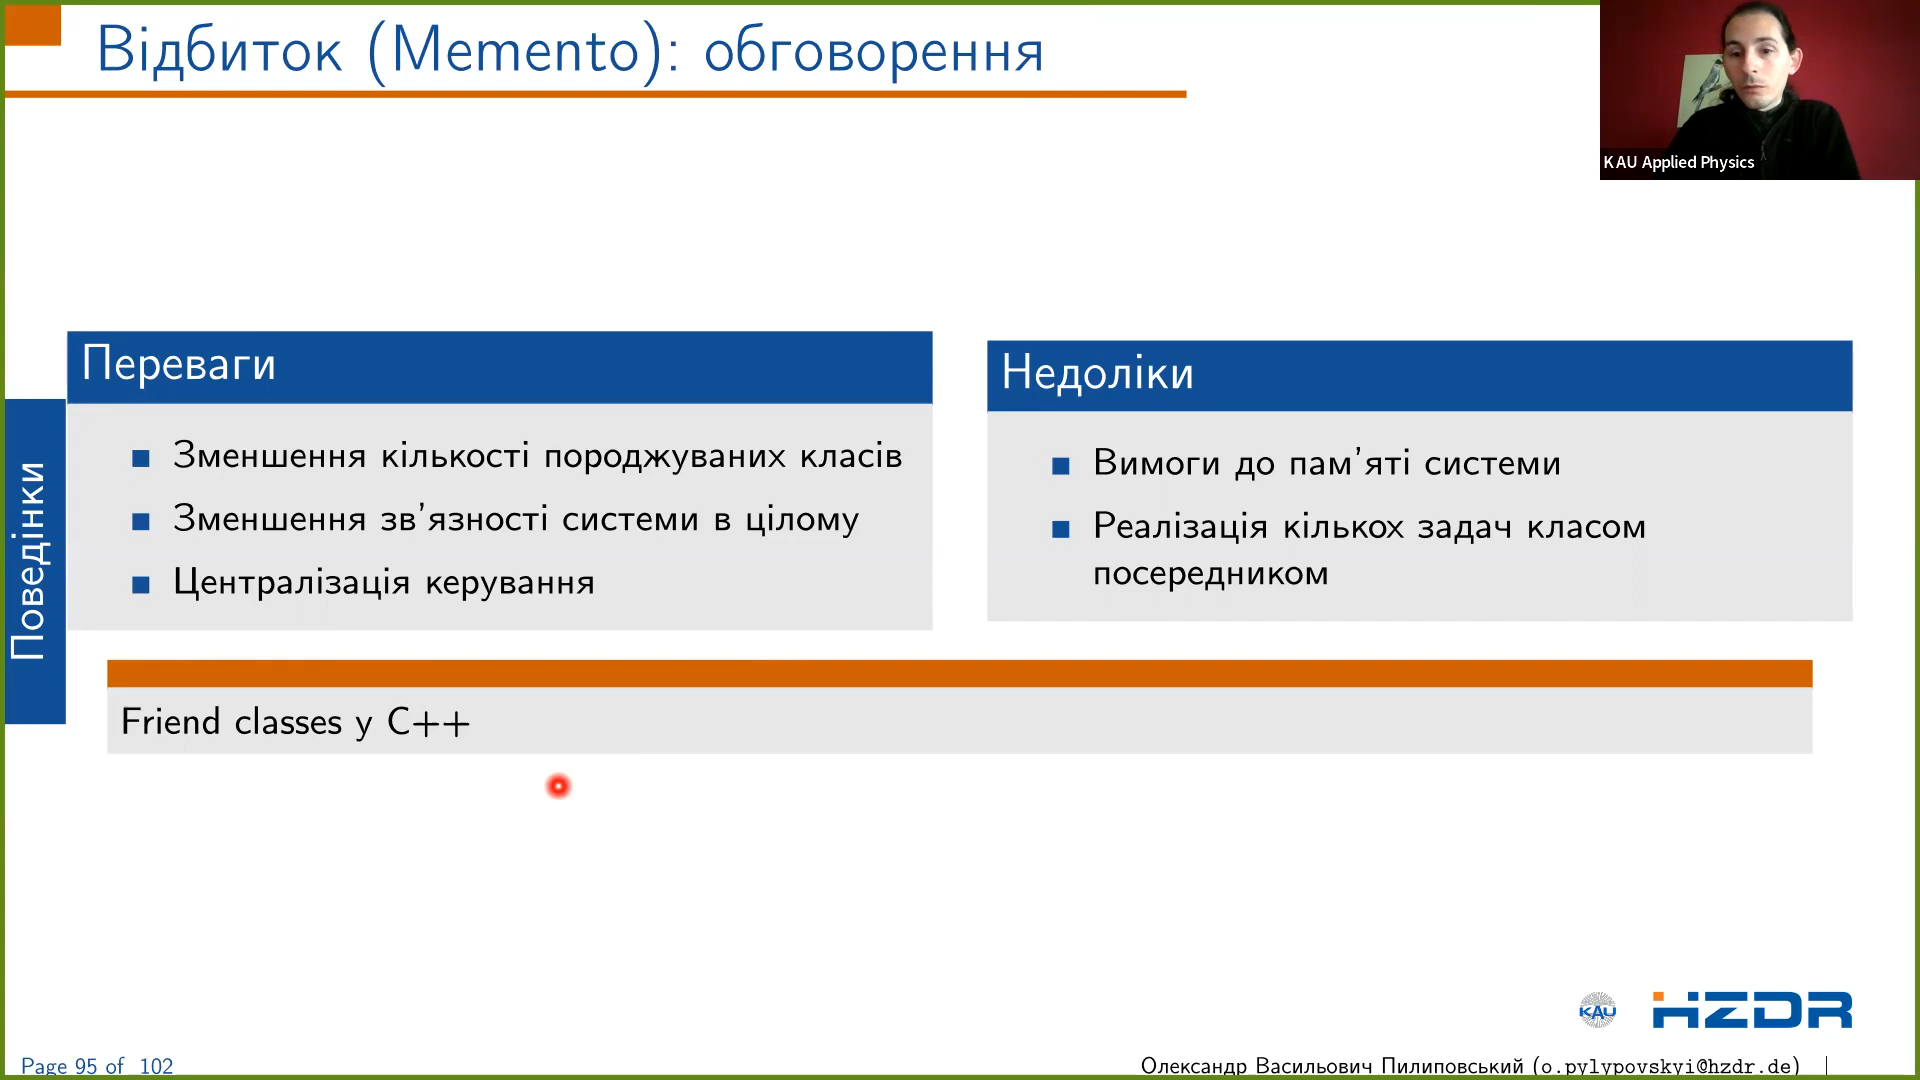 Відбиток (Memento): обговорення
KAU Applied Physics
Поведінки
Переваги
Зменшення кількості породжуваних класів
Зменшення зв'язності системи в цілому
Централізація керування
Недоліки
Вимоги до пам'яті системи
Реалізація кількох задач класом
посередником
Friend classes у C++
KAU
HZDR
Page 95 of 102
Олександр Васильович Пилиповський (o.pylypovskyi@hzdr.de) |